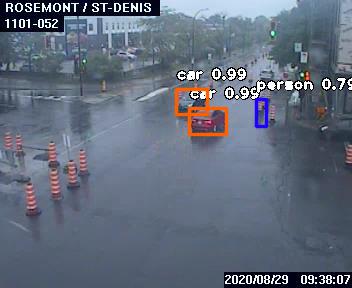 ROSEMONT / ST-DENIS
1101-052
car 0.99
car 0.99
person 0.79
2020/08/29 09:38:07